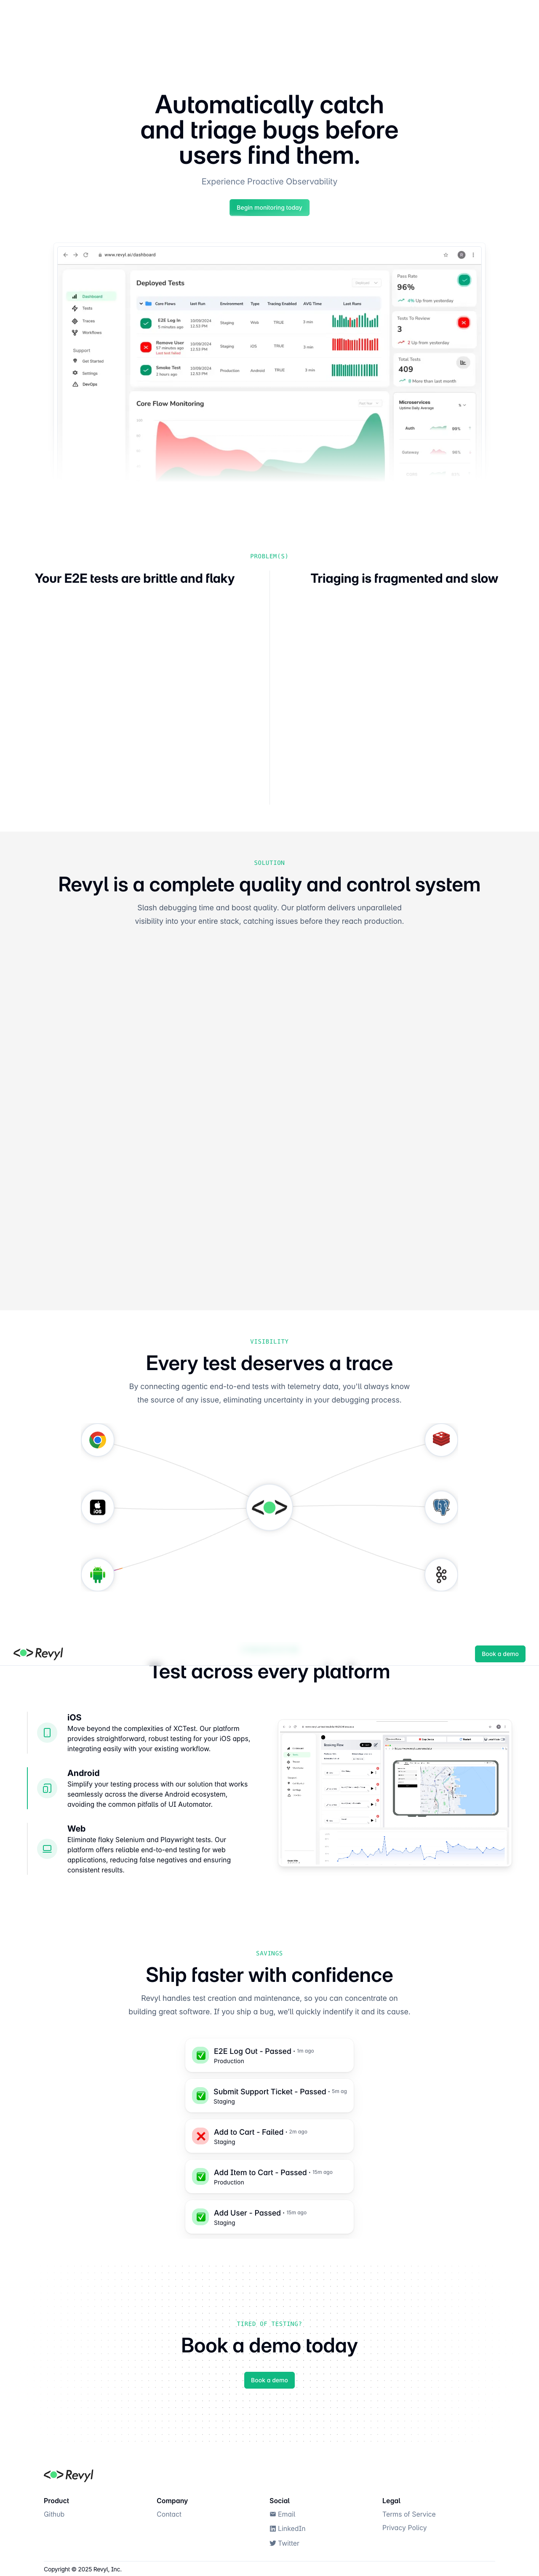 Automatically catch
and triage bugs before
users find them.
Experience Proactive Observability
Begin monitoring today
www.revyl.ai/dashboard
Dashboard
Tests
Traces
Workflows
Support
Get Started
Settings
DevOps
Deployed Tests
Core Flows Last Run Environment Type Tracing Enabled AVG Time Last Runs
E2E Log In
5 minutes ago
10/09/2024
12:53 PM
Staging Web TRUE 5 min
Remove User
57 minutes ago
Last test failed
10/09/2024
12:53 PM
Staging iOS TRUE 3 min
Smoke Test
2 hours ago
10/09/2024
12:53 PM
Production Android TRUE 3 min
Core Flow Monitoring
Pass Rate
96%
4% Up from yesterday
Tests To Review
3
2 Up from yesterday
Total Tests
409
8 More than last month
Microservices
Uptime Daily Average
Auth 99%
Gateway 98%
PROBLEM(S)
Your E2E tests are brittle and flaky
Triaging is fragmented and slow
SOLUTION
Revyl is a complete quality and control system
Slash debugging time and boost quality. Our platform delivers unparalleled
visibility into your entire stack, catching issues before they reach production.
VISIBILITY
Every test deserves a trace
By connecting agentic end-to-end tests with telemetry data, you'll always know
the source of any issue, eliminating uncertainty in your debugging process.
iOS
Revyl
Book a demo
Test across every platform
iOS
Move beyond the complexities of XCTest. Our platform
provides straightforward, robust testing for your iOS apps,
integrating easily with your existing workflow.
Android
Simplify your testing process with our solution that works
seamlessly across the diverse Android ecosystem,
avoiding the common pitfalls of UI Automator.
Web
Eliminate flaky Selenium and Playwright tests. Our
platform offers reliable end-to-end testing for web
applications, reducing false negatives and ensuring
consistent results.
SAVINGS
Ship faster with confidence
Revyl handles test creation and maintenance, so you can concentrate on
building great software. If you ship a bug, we'll quickly indentify it and its cause.
E2E Log Out - Passed · 1m ago
Production
Submit Support Ticket - Passed · 5m ag
Staging
Add to Cart - Failed · 2m ago
Staging
Add Item to Cart - Passed · 15m ago
Production
Add User - Passed · 15m ago
Staging
TIRED OF TESTING?
Book a demo today
Book a demo
Revyl
Product
Github
Company
Contact
Social
Email
LinkedIn
Twitter
Legal
Terms of Service
Privacy Policy
Copyright © 2025 Revyl, Inc.